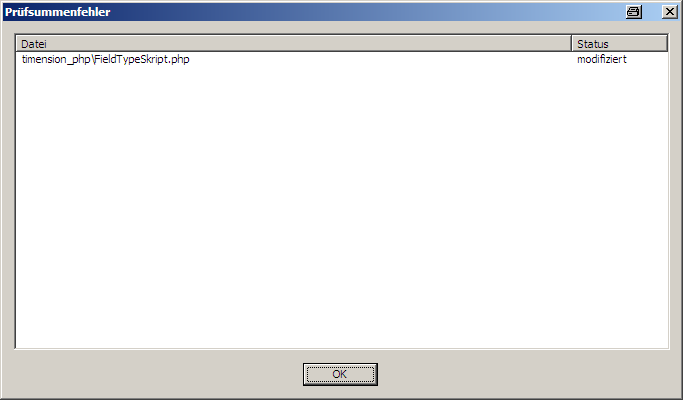 Prüfsummenfehler
Datei Status
timension_php\FieldTypeSkript.php modifiziert
OK